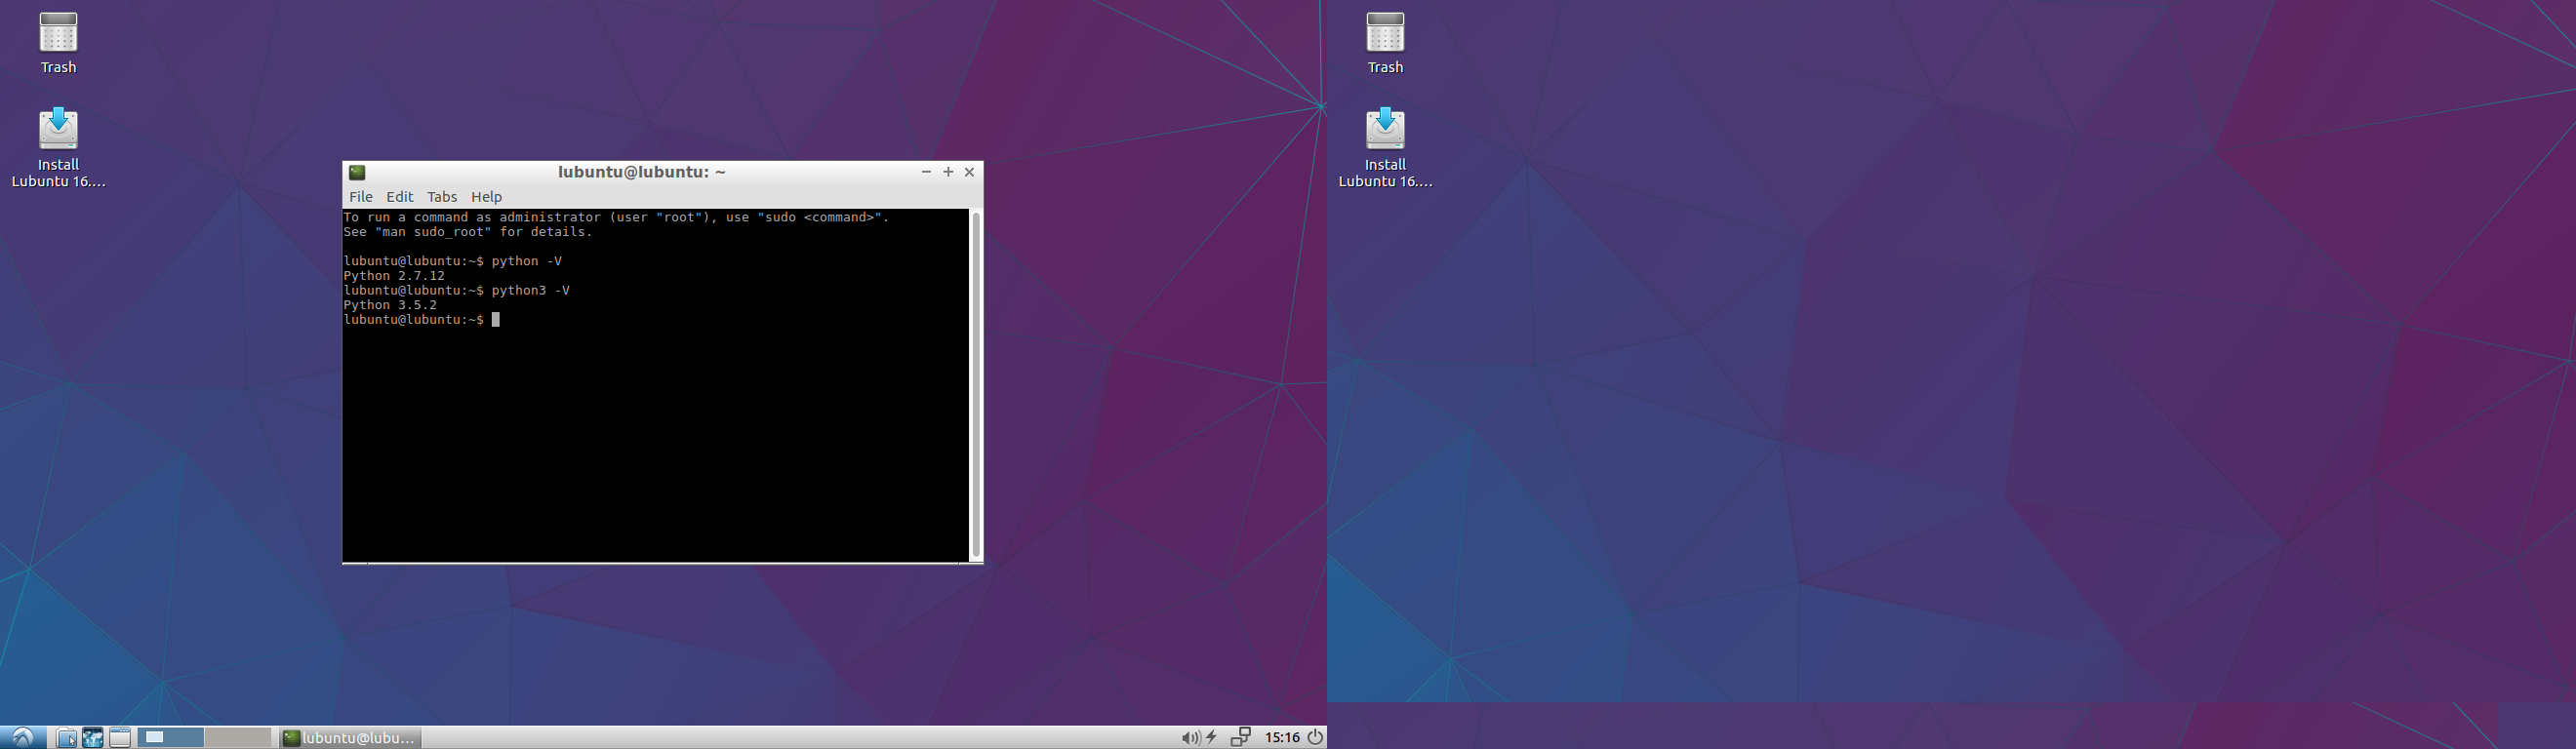 Trash
Install
Lubuntu 16....
lubuntu@lubuntu: ~
File Edit Tabs Help
To run a command as administrator (user "root"), use "sudo <command>".
See "man sudo_root" for details.
lubuntu@lubuntu:~$ python -V
Python 2.7.12
lubuntu@lubuntu:~$ python3 -V
Python 3.5.2
lubuntu@lubuntu:~$
lubuntu@lubu...
15:16
Trash
Install
Lubuntu 16....